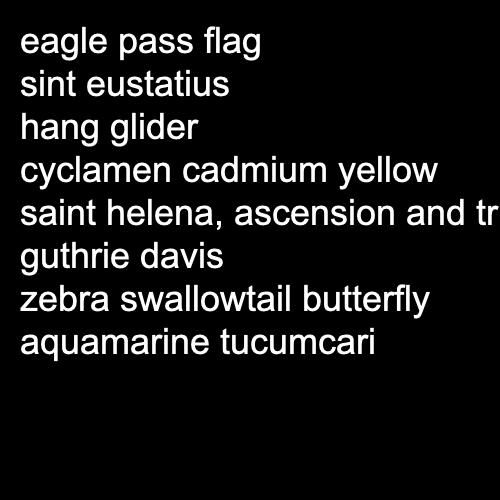 eagle pass flag
sint eustatius
hang glider
cyclamen cadmium yellow
saint helena, ascension and tr
guthrie davis
zebra swallowtail butterfly
aquamarine tucumcari